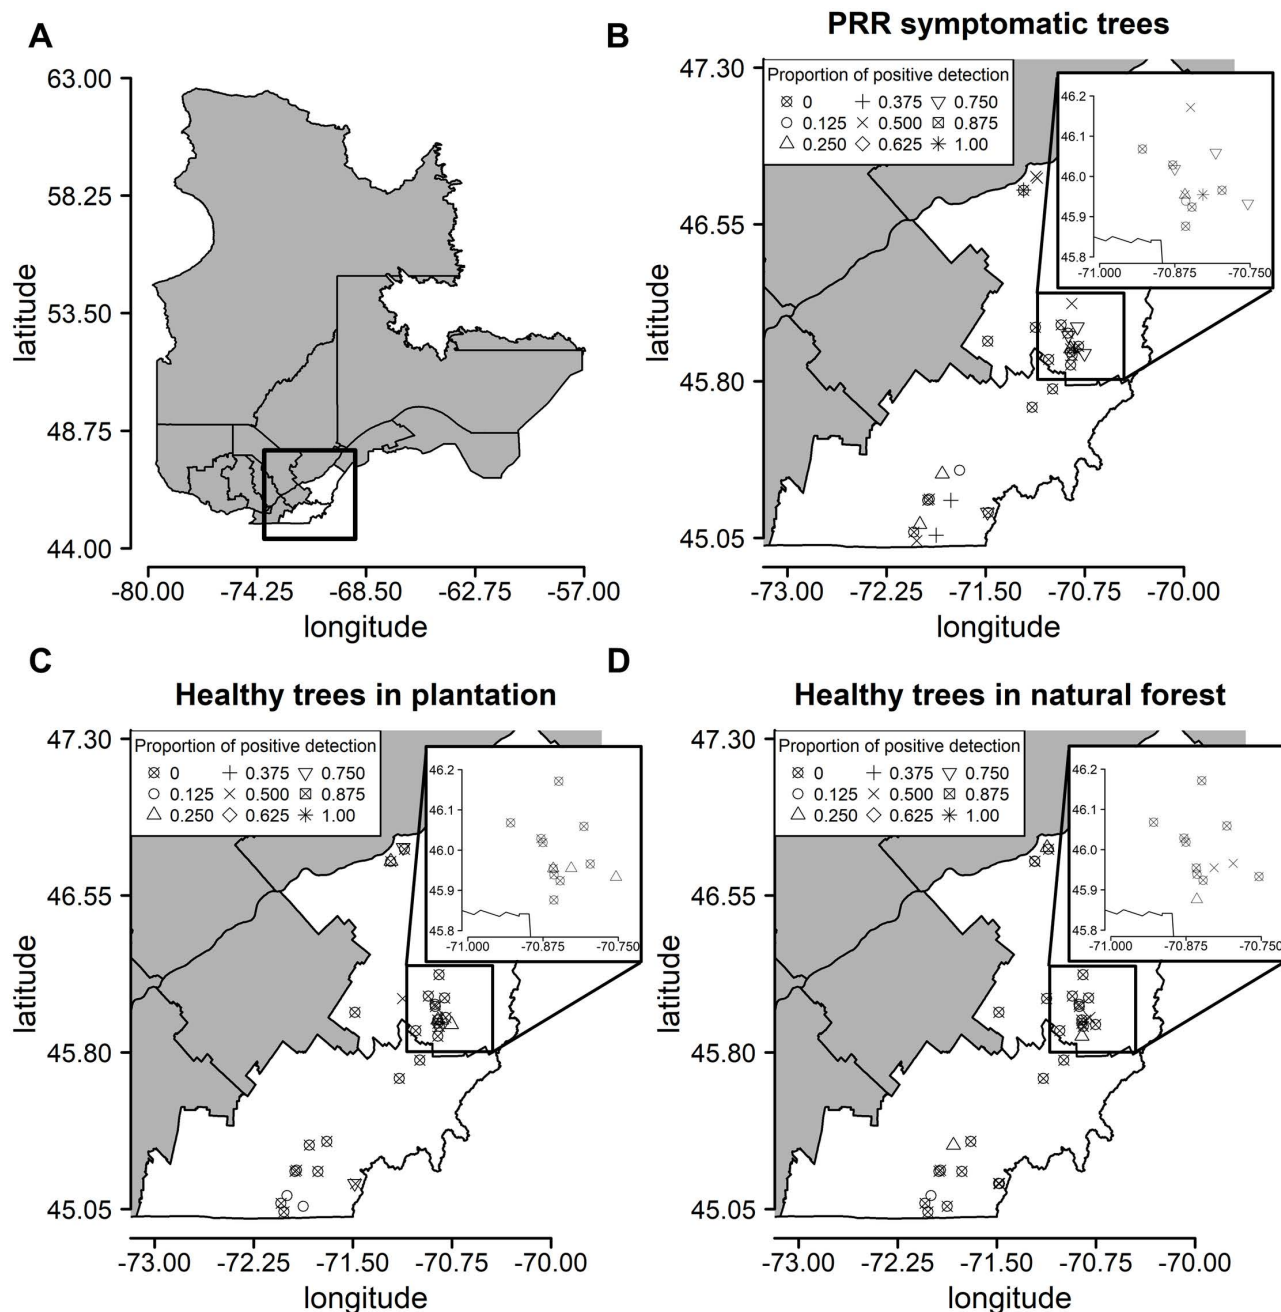 A
63.00
58.25
53.50
48.75
44.00
latitude
-80.00 -74.25 -68.50 -62.75 -57.00
longitude
B
PRR symptomatic trees
47.30
46.55
45.80
45.05
latitude
Proportion of positive detection
0 0.375 0.750
0.125 0.500 0.875
0.250 0.625 1.00
46.2
46.1
46.0
45.9
45.8
-71.000 -70.875 -70.750
-73.00 -72.25 -71.50 -70.75 -70.00
longitude
C
Healthy trees in plantation
47.30
46.55
45.80
45.05
latitude
Proportion of positive detection
0 0.375 0.750
0.125 0.500 0.875
0.250 0.625 1.00
46.2
46.1
46.0
45.9
45.8
-71.000 -70.875 -70.750
-73.00 -72.25 -71.50 -70.75 -70.00
longitude
D
Healthy trees in natural forest
47.30
46.55
45.80
45.05
latitude
Proportion of positive detection
0 0.375 0.750
0.125 0.500 0.875
0.250 0.625 1.00
46.2
46.1
46.0
45.9
45.8
-71.000 -70.875 -70.750
-73.00 -72.25 -71.50 -70.75 -70.00
longitude